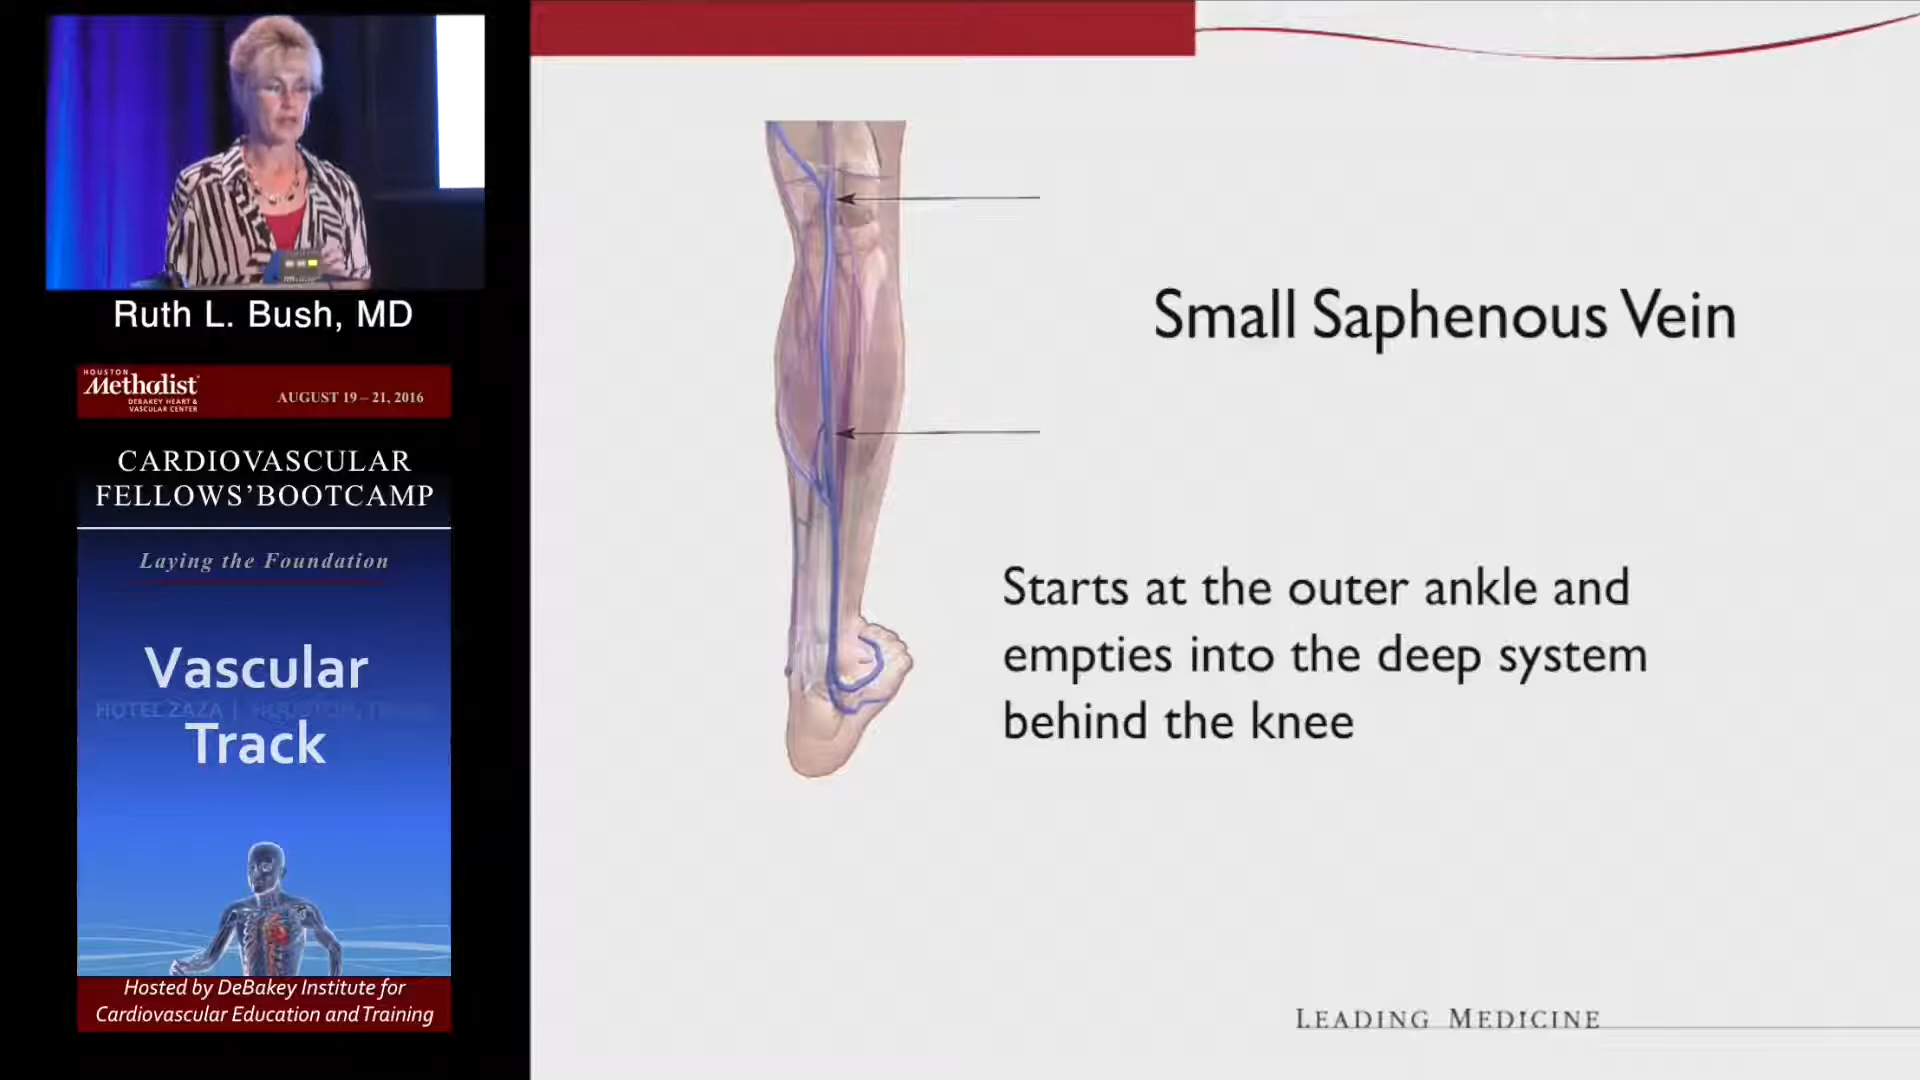 Ruth L. Bush, MD
HOUSTON
Methodist
DEBAKEY HEART &
VASCULAR CENTER
AUGUST 19 – 21, 2016
CARDIOVASCULAR
FELLOWS’BOOTCAMP
Laying the Foundation
Vascular
HOTEL ZAZA |
Track
Hosted by DeBakey Institute for
Cardiovascular Education and Training
Small Saphenous Vein
Starts at the outer ankle and
empties into the deep system
behind the knee
LEADING MEDICINE